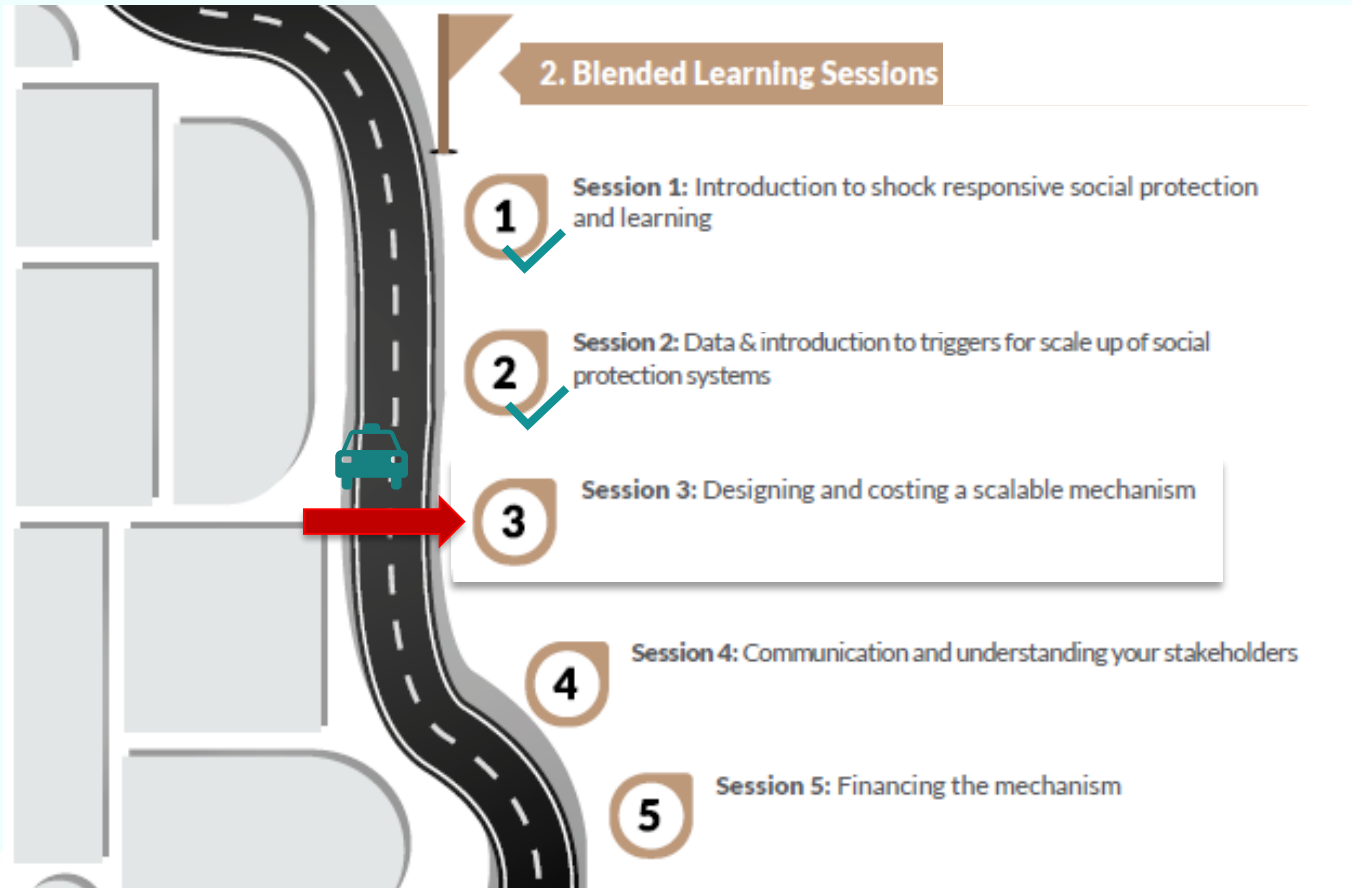 2. Blended Learning Sessions
1
Session 1: Introduction to shock responsive social protection
and learning
2
Session 2: Data & introduction to triggers for scale up of social
protection systems
3
Session 3: Designing and costing a scalable mechanism
4
Session 4: Communication and understanding your stakeholders
5
Session 5: Financing the mechanism